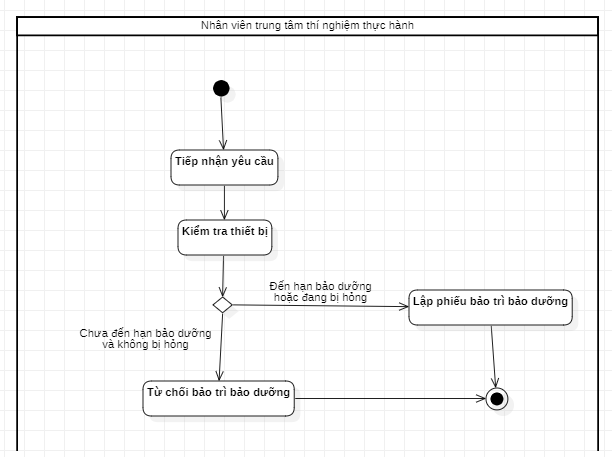 Nhân viên trung tâm thí nghiệm thực hành
Tiếp nhận yêu cầu
Kiểm tra thiết bị
Đến hạn bảo dưỡng
hoặc đang bị hỏng
Lập phiếu bảo trì bảo dưỡng
Chưa đến hạn bảo dưỡng
và không bị hỏng
Từ chối bảo trì bảo dưỡng